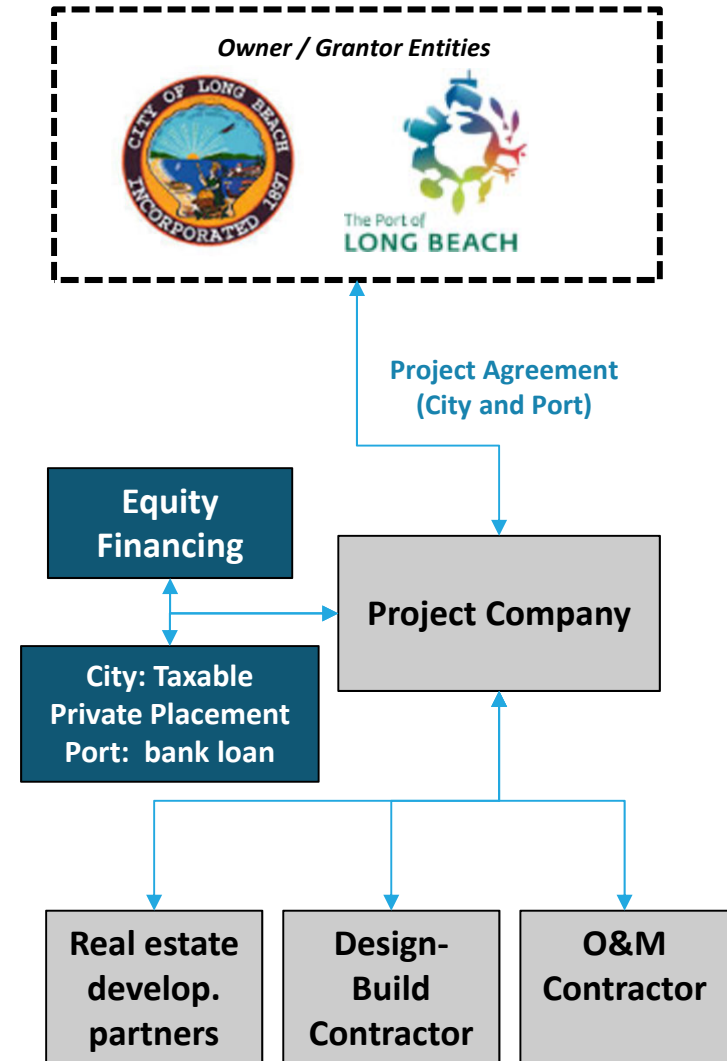 Owner / Grantor Entities
CITY OF LONG BEACH
INCORPORATED 1897
The Port of
LONG BEACH
Project Agreement
(City and Port)
Equity
Financing
Project Company
City: Taxable
Private Placement
Port: bank loan
Real estate
develop.
partners
Design-
Build
Contractor
O&M
Contractor